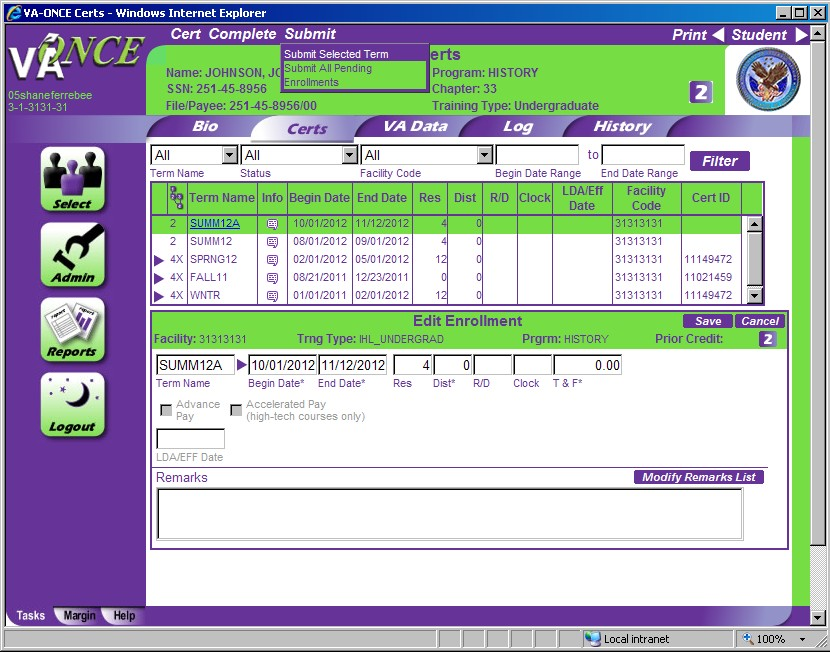 VA-ONCE Certs - Windows Internet Explorer
VA ONCE
Cert Complete Submit
Print Student
Submit Selected Term
Submit All Pending
Enrollments
erts
Name: JOHNSON, JO
Program: HISTORY
SSN: 251-45-8956
Chapter: 33
2
File/Payee: 251-45-8956/00
Training Type: Undergraduate
05shaneferrebee
3-1-3131-31
Bio Certs VA Data Log History
All All All to Filter
Term Name Status Facility Code Begin Date Range End Date Range
Term Name Info Begin Date End Date Res Dist R/D Clock LDA/Eff Date Facility Code Cert ID
2 SUMM12A 10/01/2012 11/12/2012 4 0 31313131
2 SUMM12 08/01/2012 09/01/2012 4 0 31313131
4X SPRNG12 02/01/2012 05/01/2012 12 0 31313131 11149472
4X FALL11 08/21/2011 12/23/2011 0 0 31313131 11021459
4X WNTR 01/01/2011 02/01/2012 12 0 31313131 11149472
Edit Enrollment Save Cancel
Facility: 31313131 Trng Type: IHL_UNDERGRAD Prgrm: HISTORY Prior Credit: 2
SUMM12A 10/01/2012 11/12/2012 4 0 0.00
Term Name Begin Date* End Date* Res Dist* R/D Clock T & F*
Advance Pay
Accelerated Pay
(high-tech courses only)
LDA/EFF Date
Remarks Modify Remarks List
Select
Admin
Reports
Logout
Tasks Margin Help
Local intranet 100%